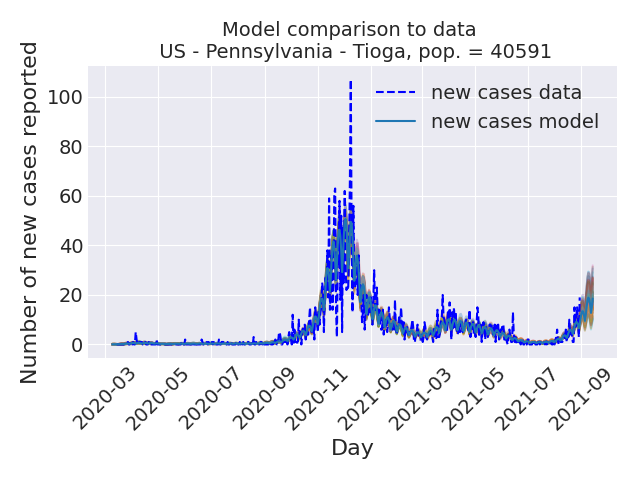 Model comparison to data
US - Pennsylvania - Tioga, pop. = 40591
Number of new cases reported
100
80
60
40
20
0
new cases data
new cases model
2020-03
2020-05
2020-07
2020-09
2020-11
2021-01
2021-03
2021-05
2021-07
2021-09
Day